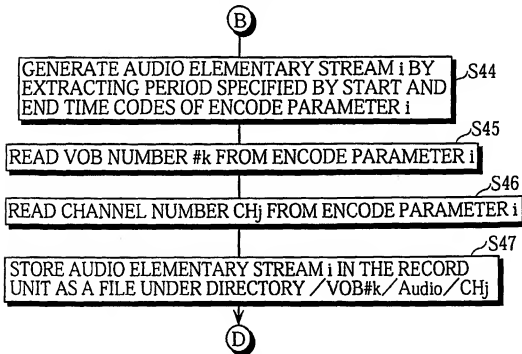 B
GENERATE AUDIO ELEMENTARY STREAM i BY
EXTRACTING PERIOD SPECIFIED BY START AND
END TIME CODES OF ENCODE PARAMETER i
S44
READ VOB NUMBER #k FROM ENCODE PARAMETER i
S45
READ CHANNEL NUMBER CHj FROM ENCODE PARAMETER i
S46
STORE AUDIO ELEMENTARY STREAM i IN THE RECORD
UNIT AS A FILE UNDER DIRECTORY /VOB#k/Audio/CHj
S47
D